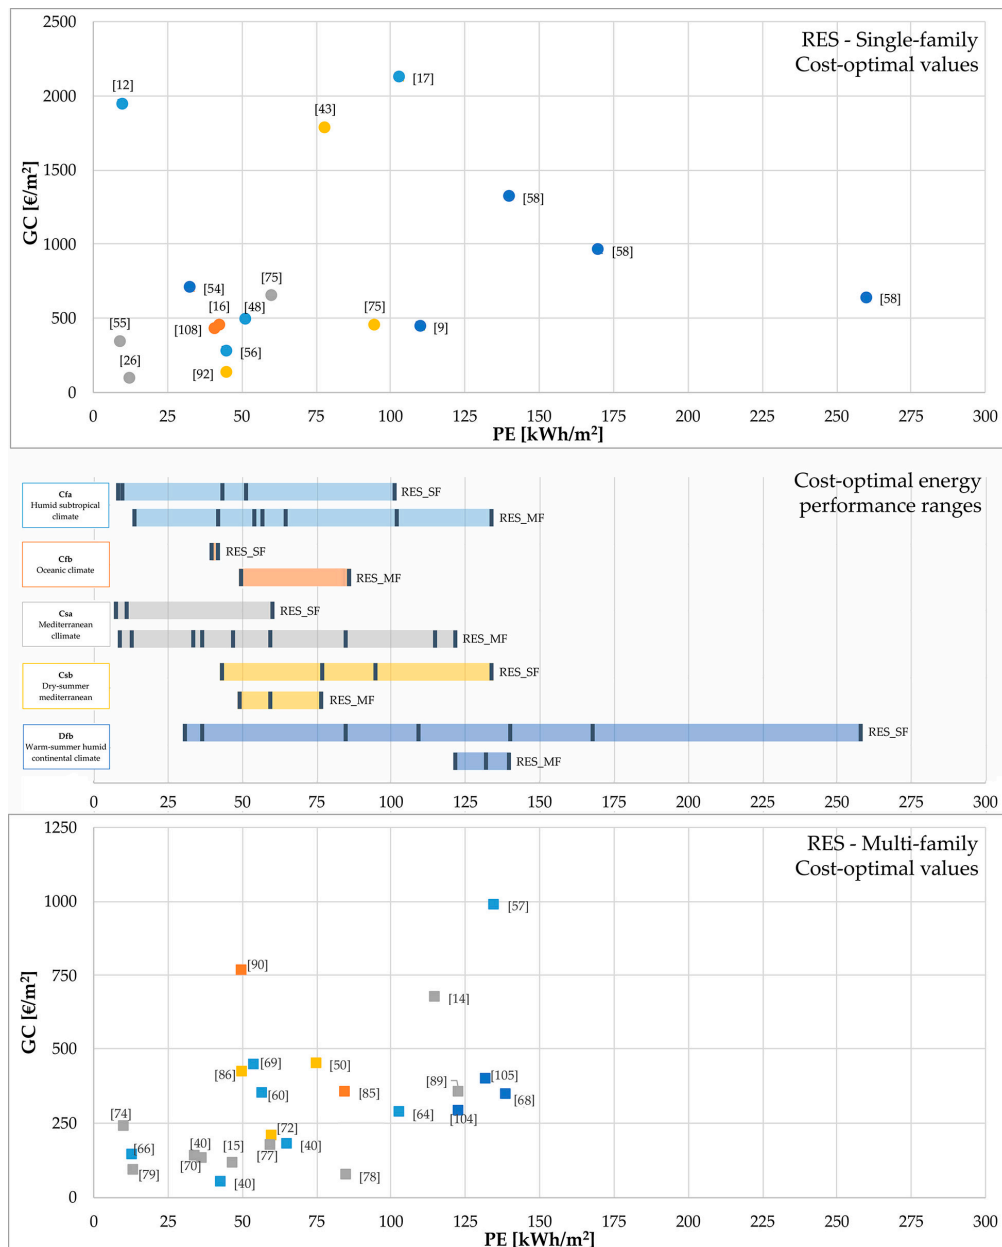 RES - Single-family
Cost-optimal values
2500
2000
1500
1000
500
0
GC [€/m²]
[12]
[17]
[43]
[58]
[58]
[58]
[54]
[75]
[16]
[48]
[75]
[9]
[55]
[108]
[56]
[26]
[92]
0 25 50 75 100 125 150 175 200 225 250 275 300
PE [kWh/m²]
Cost-optimal energy
performance ranges
Cfa
Humid subtropical
climate
RES_SF
RES_MF
Cfb
Oceanic climate
RES_SF
RES_MF
Csa
Mediterranean
cllimate
RES_SF
RES_MF
Csb
Dry-summer
mediterranean
RES_SF
RES_MF
Dfb
Warm-summer humid
continental climate
RES_SF
RES_MF
0 25 50 75 100 125 150 175 200 225 250 275 300
RES - Multi-family
Cost-optimal values
1250
1000
750
500
250
0
GC [€/m²]
[57]
[90]
[14]
[69]
[50]
[86]
[60]
[85]
[89]
[105]
[68]
[64]
[104]
[74]
[72]
[66]
[40]
[15]
[40]
[70]
[77]
[79]
[40]
[78]
0 25 50 75 100 125 150 175 200 225 250 275 300
PE [kWh/m²]